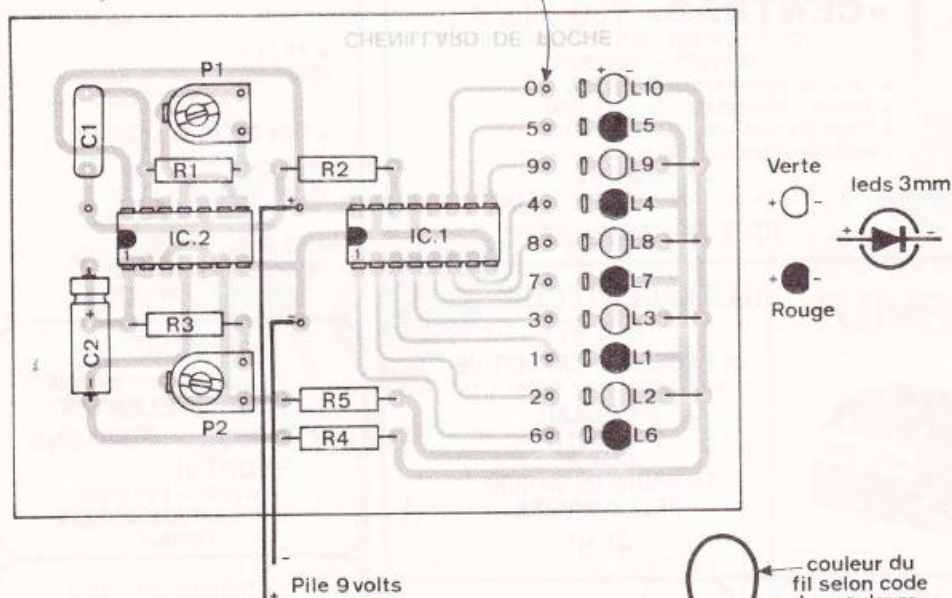 CHENILLARD DE POCHE
P1
C1
R1
R2
IC.2
1
IC.1
1
+
-
R3
C2
+
-
P2
R5
R4
+ -
0 L10
5 L5
9 L9
4 L4
8 L8
7 L7
3 L3
1 L1
2 L2
6 L6
Verte
+ -
leds 3mm
+ -
+ -
Rouge
-
+ Pile 9 volts
couleur du
fil selon code